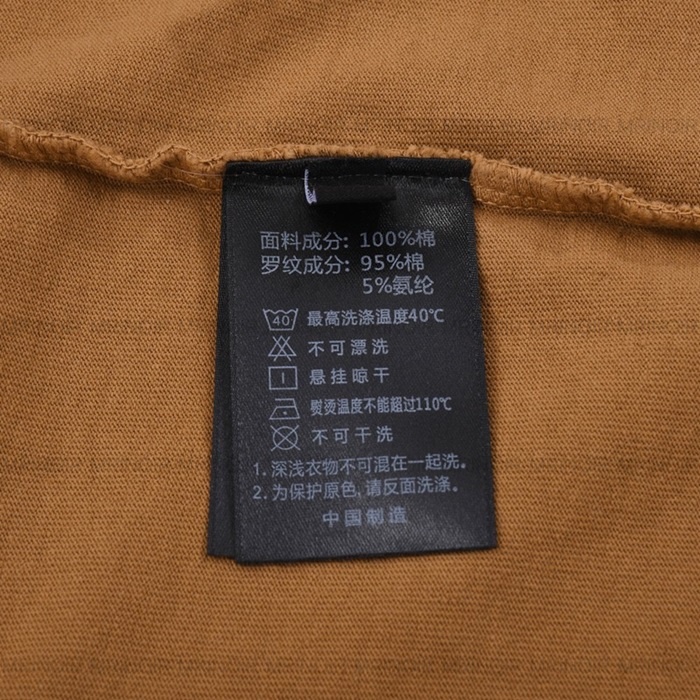 面料成分: 100%棉
罗纹成分: 95%棉
5%氨纶
40 最高洗涤温度40℃
不可漂洗
悬挂晾干
熨烫温度不能超过110℃
不可干洗
1. 深浅衣物不可混在一起洗。
2. 为保护原色, 请反面洗涤。
中国制造